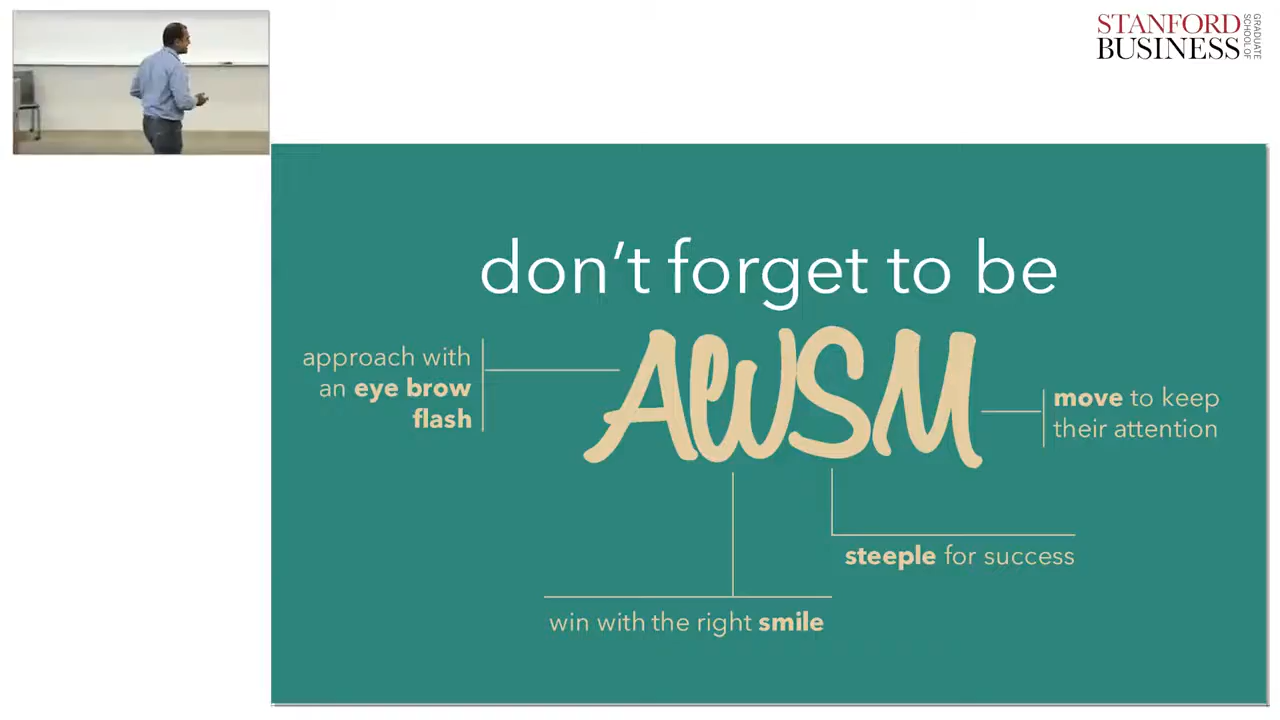 STANFORD
BUSINESS
GRADUATE
SCHOOL OF
don't forget to be
AWSM
approach with
an eye brow
flash
move to keep
their attention
steeple for success
win with the right smile